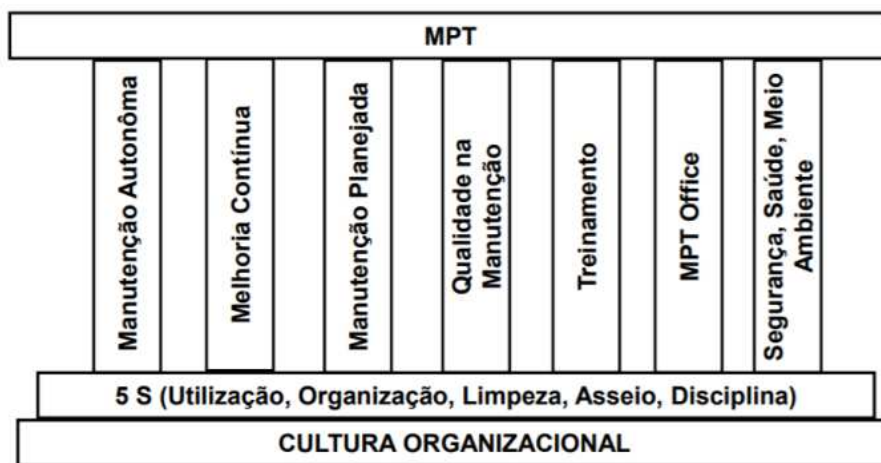 MPT
Manutenção Autonôma
Melhoria Contínua
Manutenção Planejada
Qualidade na
Manutenção
Treinamento
MPT Office
Segurança, Saúde, Meio
Ambiente
5 S (Utilização, Organização, Limpeza, Asseio, Disciplina)
CULTURA ORGANIZACIONAL